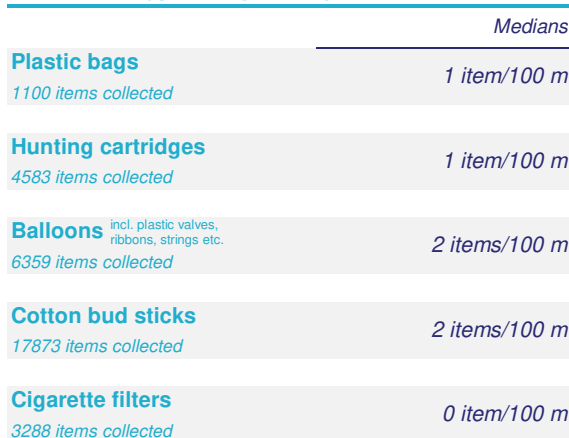 Medians
Plastic bags
1 item/100 m
1100 items collected
Hunting cartridges
1 item/100 m
4583 items collected
Balloons incl. plastic valves,
ribbons, strings etc.
2 items/100 m
6359 items collected
Cotton bud sticks
2 items/100 m
17873 items collected
Cigarette filters
0 item/100 m
3288 items collected